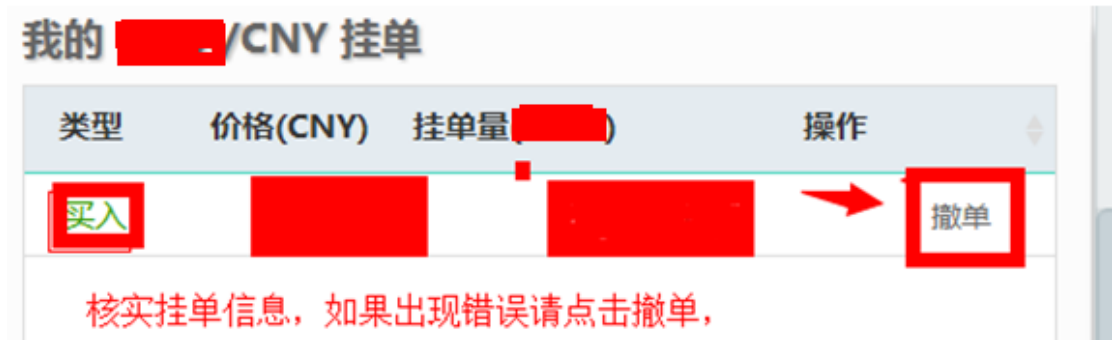 我的 /CNY 挂单
类型 价格(CNY) 挂单量( ) 操作
买入 撤单
核实挂单信息，如果出现错误请点击撤单，